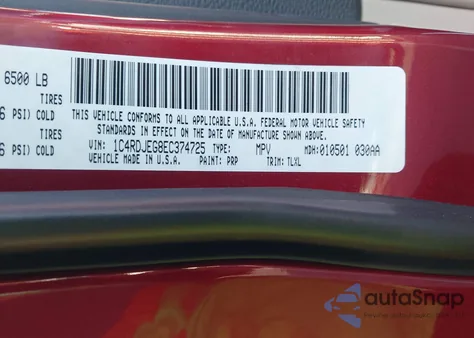 6500 LB
TIRES
6 PSI) COLD
TIRES
6 PSI) COLD
THIS VEHICLE CONFORMS TO ALL APPLICABLE U.S.A. FEDERAL MOTOR VEHICLE SAFETY
STANDARDS IN EFFECT ON THE DATE OF MANUFACTURE SHOWN ABOVE.
VIN: 1C4RDJEG8EC374725 TYPE: MPV MDH:010501 030AA
VEHICLE MADE IN U.S.A. PAINT: PRP TRIM: TLXL
autoSnap